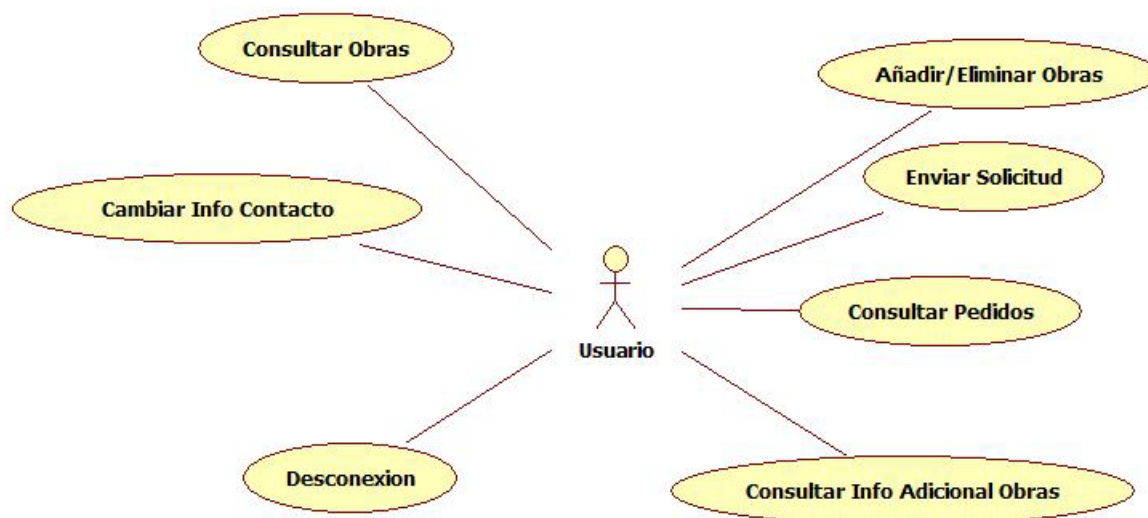 Consultar Obras
Añadir/Eliminar Obras
Enviar Solicitud
Cambiar Info Contacto
Consultar Pedidos
Usuario
Desconexion
Consultar Info Adicional Obras